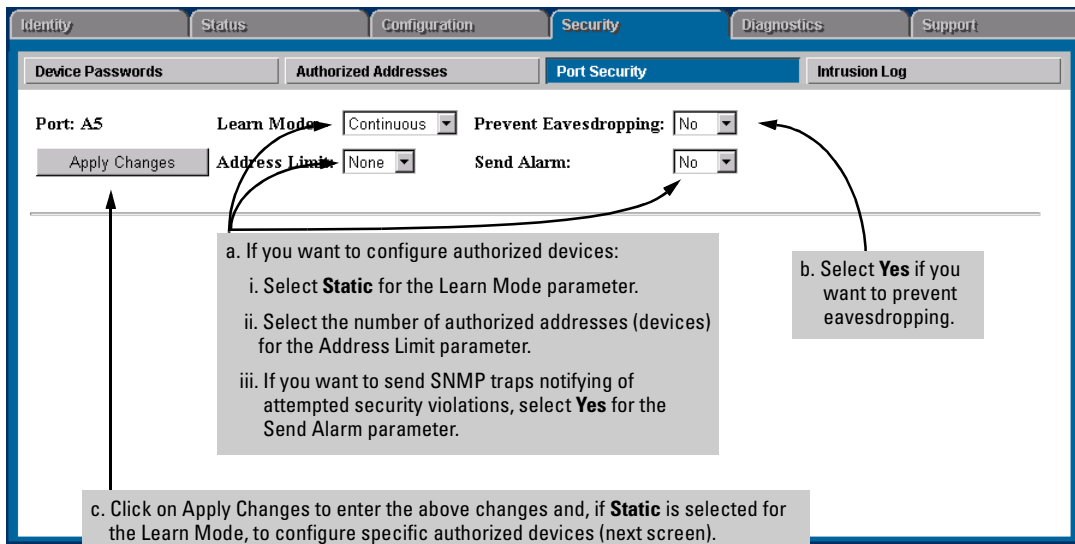 Identity Status Configuration Security Diagnostics Support
Device Passwords Authorized Addresses Port Security Intrusion Log
Port: A5 Learn Mode: Continuous Prevent Eavesdropping: No
Apply Changes Address Limit: None Send Alarm: No
a. If you want to configure authorized devices:
i. Select Static for the Learn Mode parameter.
ii. Select the number of authorized addresses (devices)
for the Address Limit parameter.
iii. If you want to send SNMP traps notifying of
attempted security violations, select Yes for the
Send Alarm parameter.
b. Select Yes if you
want to prevent
eavesdropping.
c. Click on Apply Changes to enter the above changes and, if Static is selected for
the Learn Mode, to configure specific authorized devices (next screen).